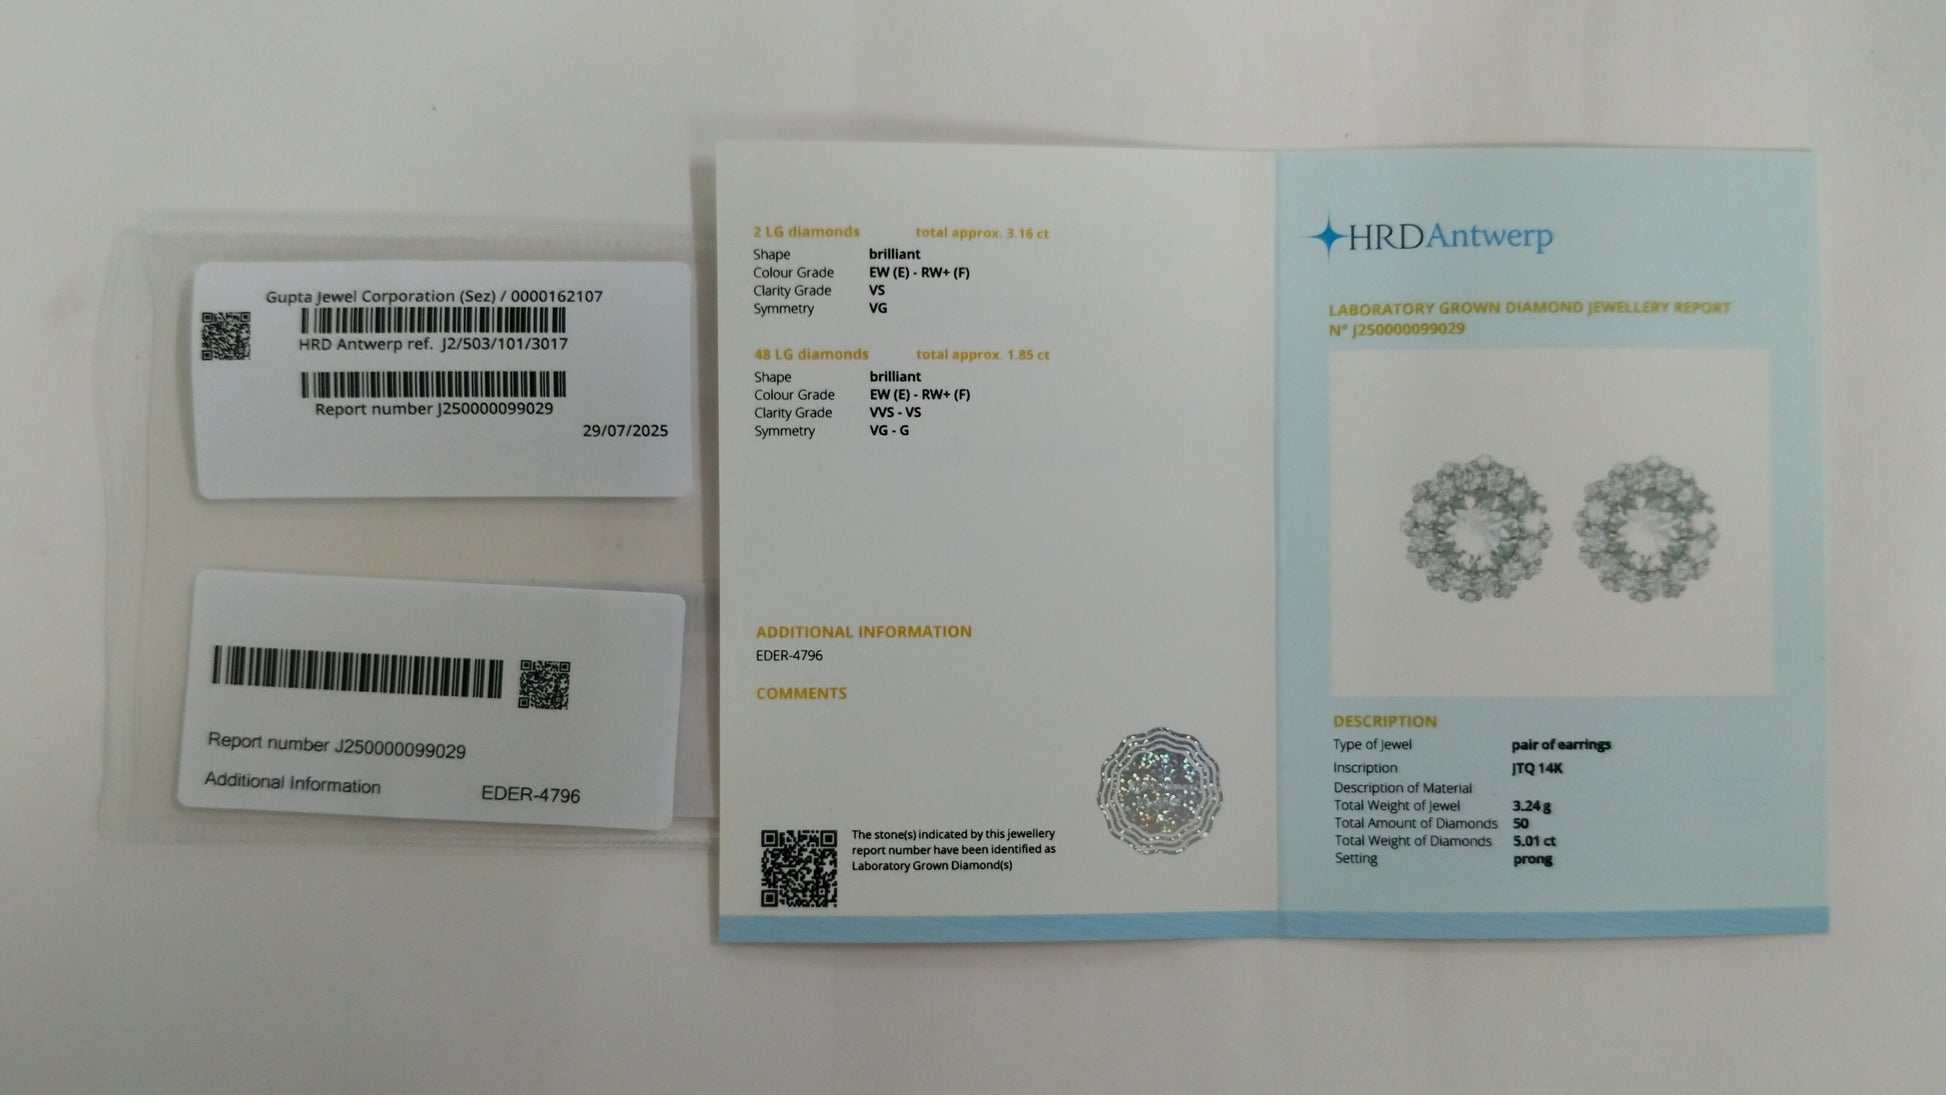 Gupta Jewel Corporation (Sez) / 0000162107
HRD Antwerp ref. J2/503/101/3017
Report number J250000099029
29/07/2025
Report number J250000099029
Additional Information EDER-4796
2 LG diamonds total approx. 3.16 ct
Shape brilliant
Colour Grade EW (E) - RW+ (F)
Clarity Grade VS
Symmetry VG
48 LG diamonds total approx. 1.85 ct
Shape brilliant
Colour Grade EW (E) - RW+ (F)
Clarity Grade VVS - VS
Symmetry VG - G
ADDITIONAL INFORMATION
EDER-4796
COMMENTS
The stone(s) indicated by this jewellery
report number have been identified as
Laboratory Grown Diamond(s)
HRDAntwerp
LABORATORY GROWN DIAMOND JEWELLERY REPORT
N° J250000099029
DESCRIPTION
Type of Jewel pair of earrings
Inscription JTQ 14K
Description of Material
Total Weight of Jewel 3.24 g
Total Amount of Diamonds 50
Total Weight of Diamonds 5.01 ct
Setting prong